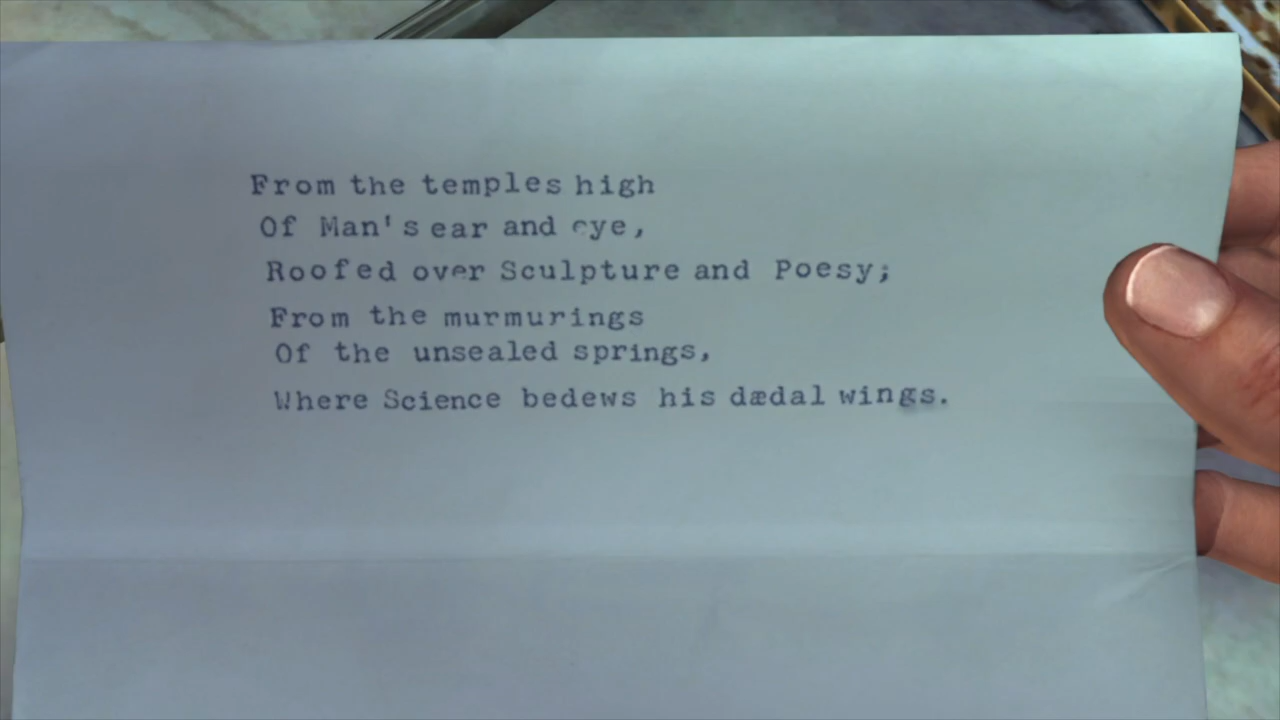 From the temples high
Of Man's ear and eye,
Roofed over Sculpture and Poesy;
From the murmurings
Of the unsealed springs,
Where Science bedews his dædal wings.